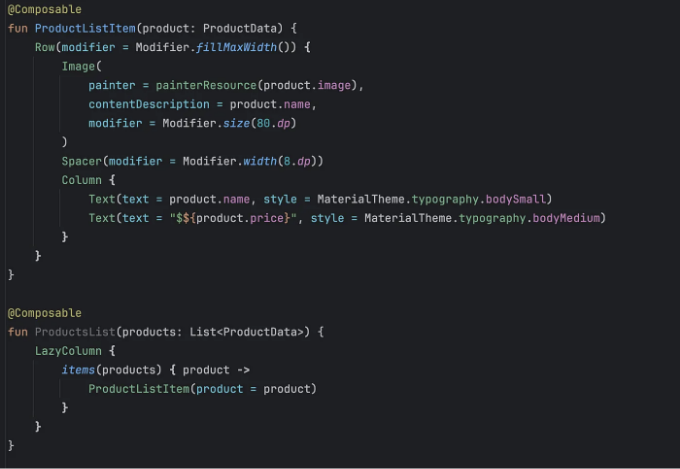 @Composable
fun ProductListItem(product: ProductData) {
    Row(modifier = Modifier.fillMaxWidth()) {
        Image(
            painter = painterResource(product.image),
            contentDescription = product.name,
            modifier = Modifier.size(80.dp)
        )
        Spacer(modifier = Modifier.width(8.dp))
        Column {
            Text(text = product.name, style = MaterialTheme.typography.bodySmall)
            Text(text = "$${product.price}", style = MaterialTheme.typography.bodyMedium)
        }
    }
}

@Composable
fun ProductsList(products: List<ProductData>) {
    LazyColumn {
        items(products) { product ->
            ProductListItem(product = product)
        }
    }
}